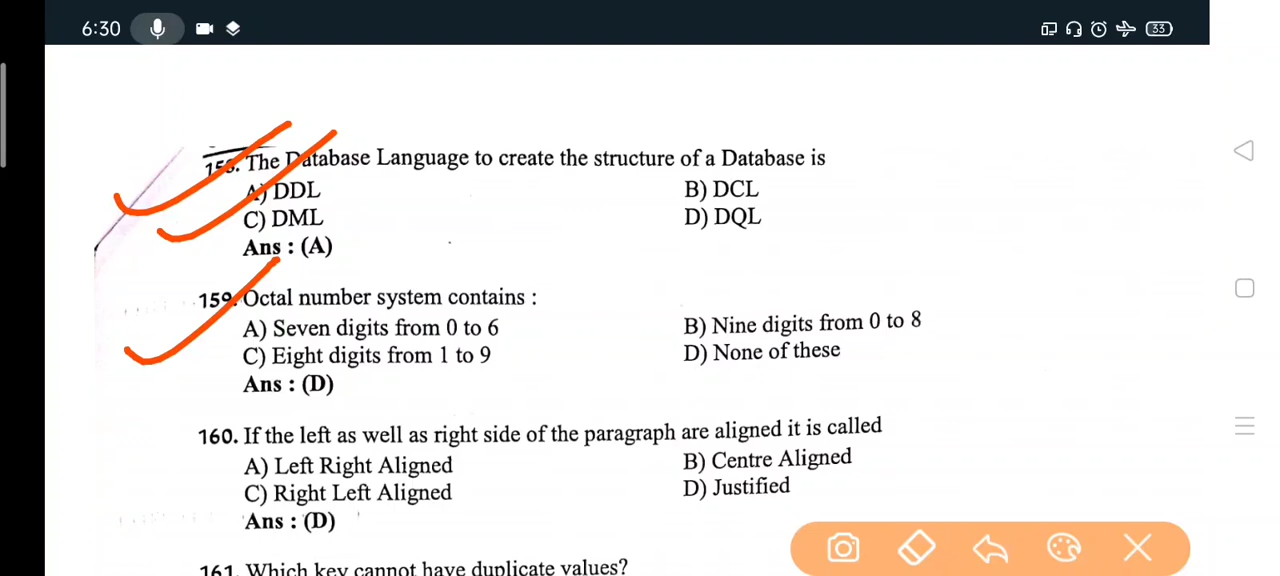 6:30
33
158. The Database Language to create the structure of a Database is
A) DDL
B) DCL
C) DML
D) DQL
Ans : (A)
159. Octal number system contains :
A) Seven digits from 0 to 6
B) Nine digits from 0 to 8
C) Eight digits from 1 to 9
D) None of these
Ans : (D)
160. If the left as well as right side of the paragraph are aligned it is called
A) Left Right Aligned
B) Centre Aligned
C) Right Left Aligned
D) Justified
Ans : (D)
161. Which key cannot have duplicate values?